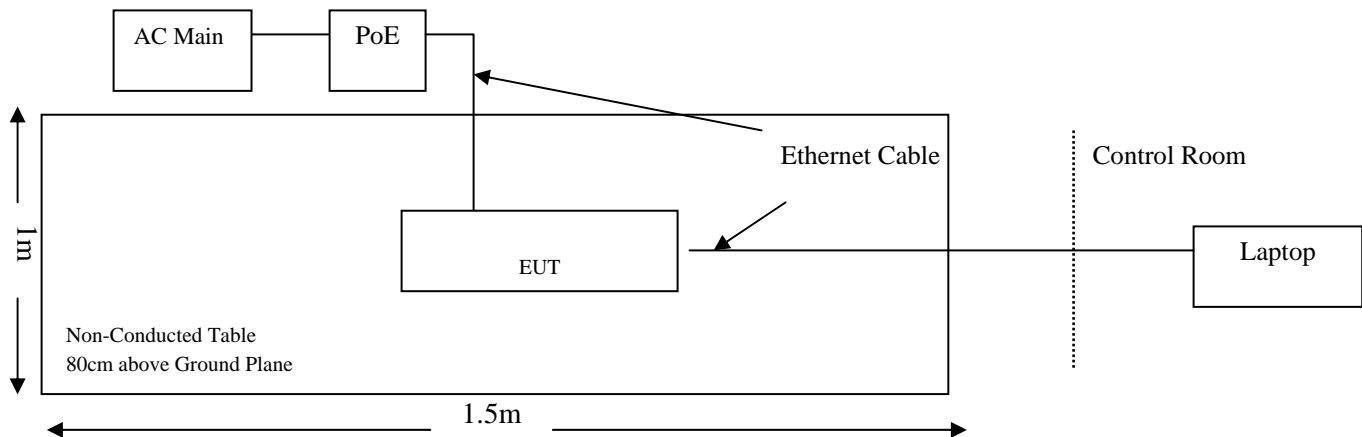 AC Main
PoE
Ethernet Cable
Control Room
1m
EUT
Laptop
Non-Conducted Table
80cm above Ground Plane
1.5m